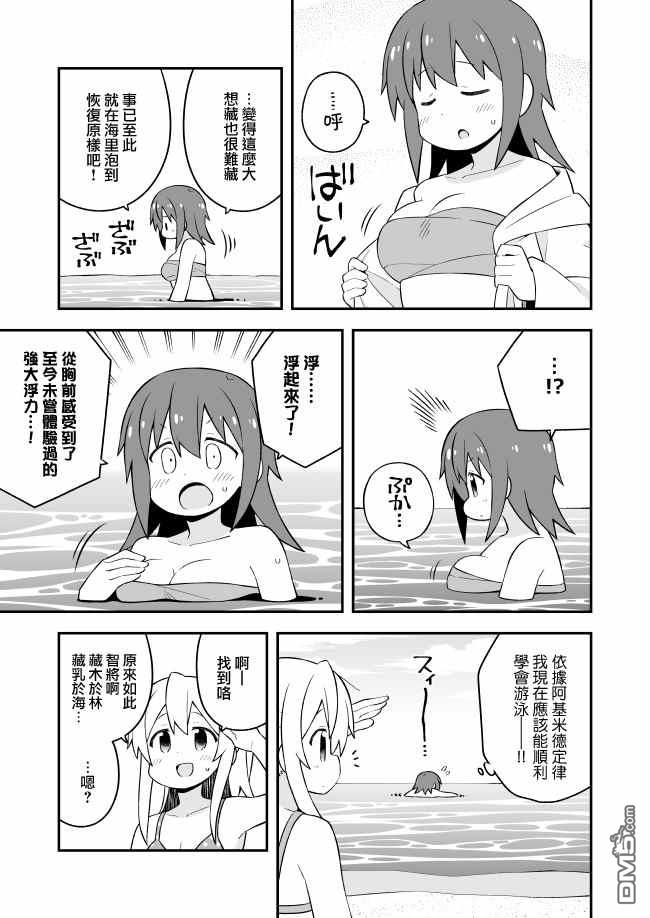 ……呼
ばいん
…變得這麼大
想藏也很難藏
事已至此
就在海里泡到
恢復原樣吧！
ざぶ
ざぶ
…!?
ぷか…
浮………
浮起來了！
從胸前感受到了
至今未嘗體驗過的
強大浮力…！
依據阿基米德定律
我現在應該能順利
學會游泳——!!
スイーー……
啊—
找到咯
原來如此
智將啊
藏木於林
藏乳於海…
…嗯？
DM5.com